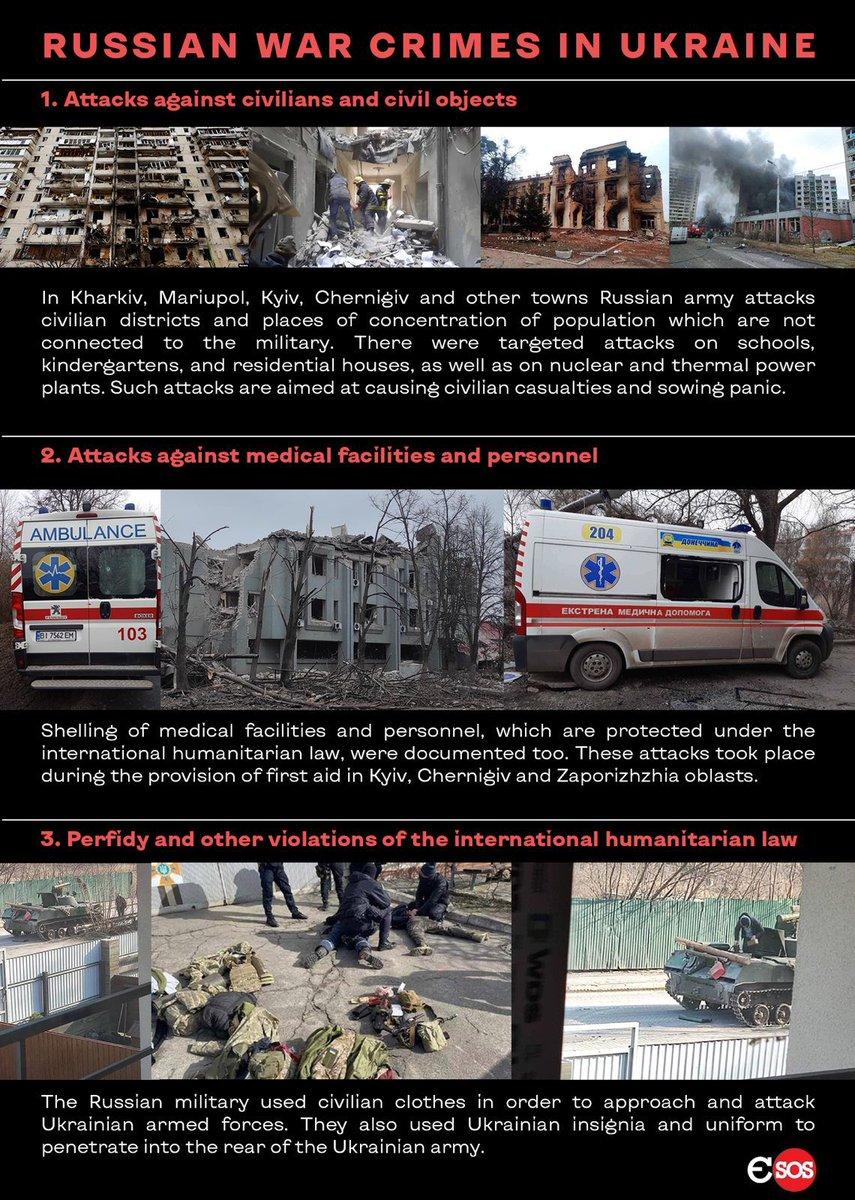 RUSSIAN WAR CRIMES IN UKRAINE
1. Attacks against civilians and civil objects
In Kharkiv, Mariupol, Kyiv, Chernigiv and other towns Russian army attacks
civilian districts and places of concentration of population which are not
connected to the military. There were targeted attacks on schools,
kindergartens, and residential houses, as well as on nuclear and thermal power
plants. Such attacks are aimed at causing civilian casualties and sowing panic.
2. Attacks against medical facilities and personnel
AMBULANCE
BI 7562 EM
103
204
ДОНЕЧЧИНА
ЕКСТРЕНА МЕДИЧНА ДОПОМОГА
Shelling of medical facilities and personnel, which are protected under the
international humanitarian law, were documented too. These attacks took place
during the provision of first aid in Kyiv, Chernigiv and Zaporizhzhia oblasts.
3. Perfidy and other violations of the international humanitarian law
WDS
The Russian military used civilian clothes in order to approach and attack
Ukrainian armed forces. They also used Ukrainian insignia and uniform to
penetrate into the rear of the Ukrainian army.
Є SOS